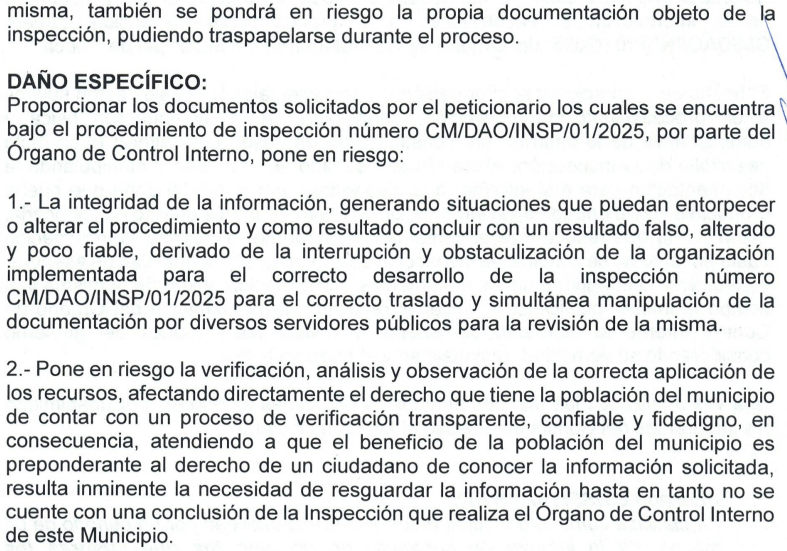 misma, también se pondrá en riesgo la propia documentación objeto de la
inspección, pudiendo traspapelarse durante el proceso.
DAÑO ESPECÍFICO:
Proporcionar los documentos solicitados por el peticionario los cuales se encuentra
bajo el procedimiento de inspección número CM/DAO/INSP/01/2025, por parte del
Órgano de Control Interno, pone en riesgo:
1.- La integridad de la información, generando situaciones que puedan entorpecer
o alterar el procedimiento y como resultado concluir con un resultado falso, alterado
y poco fiable, derivado de la interrupción y obstaculización de la organización
implementada para el correcto desarrollo de la inspección número
CM/DAO/INSP/01/2025 para el correcto traslado y simultánea manipulación de la
documentación por diversos servidores públicos para la revisión de la misma.
2.- Pone en riesgo la verificación, análisis y observación de la correcta aplicación de
los recursos, afectando directamente el derecho que tiene la población del municipio
de contar con un proceso de verificación transparente, confiable y fidedigno, en
consecuencia, atendiendo a que el beneficio de la población del municipio es
preponderante al derecho de un ciudadano de conocer la información solicitada,
resulta inminente la necesidad de resguardar la información hasta en tanto no se
cuente con una conclusión de la Inspección que realiza el Órgano de Control Interno
de este Municipio.